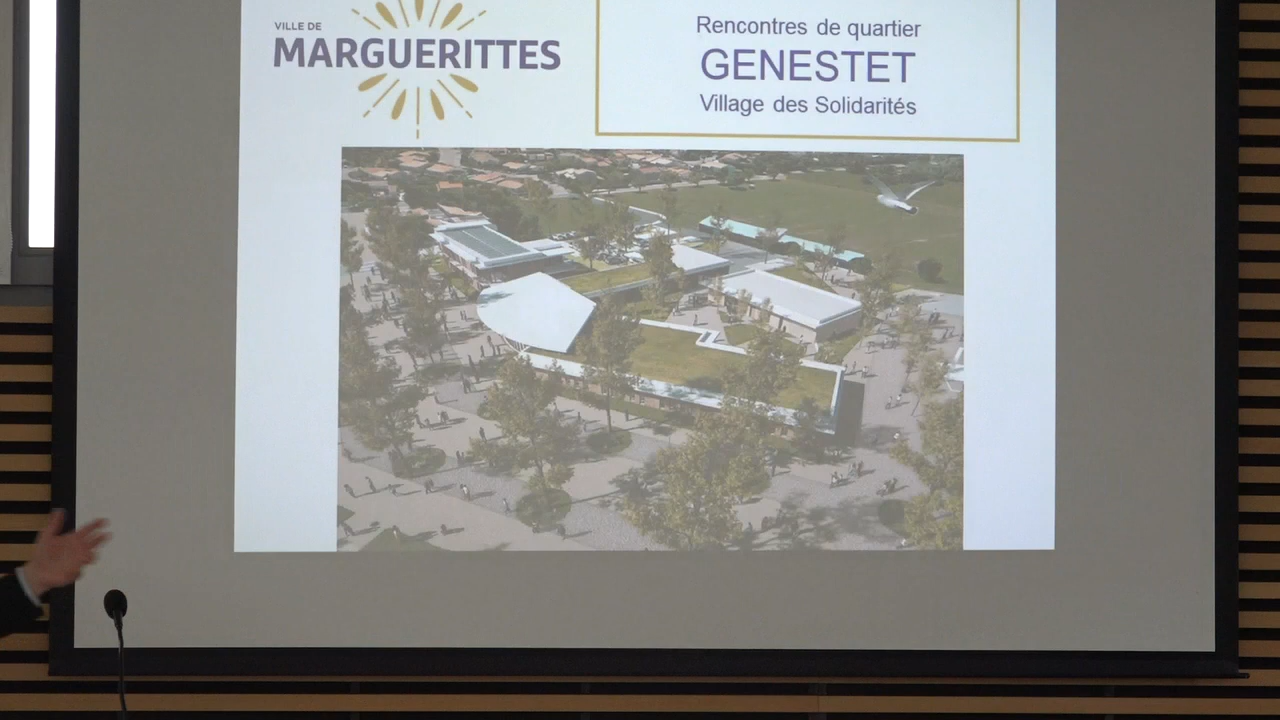 VILLE DE
MARGUERITTES
Rencontres de quartier
GENESTET
Village des Solidarités